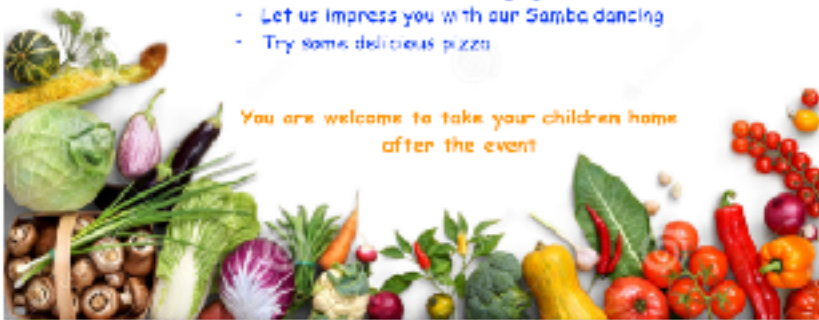 - Let us impress you with our Samba dancing
- Try some delicious pizza
You are welcome to take your children home
after the event